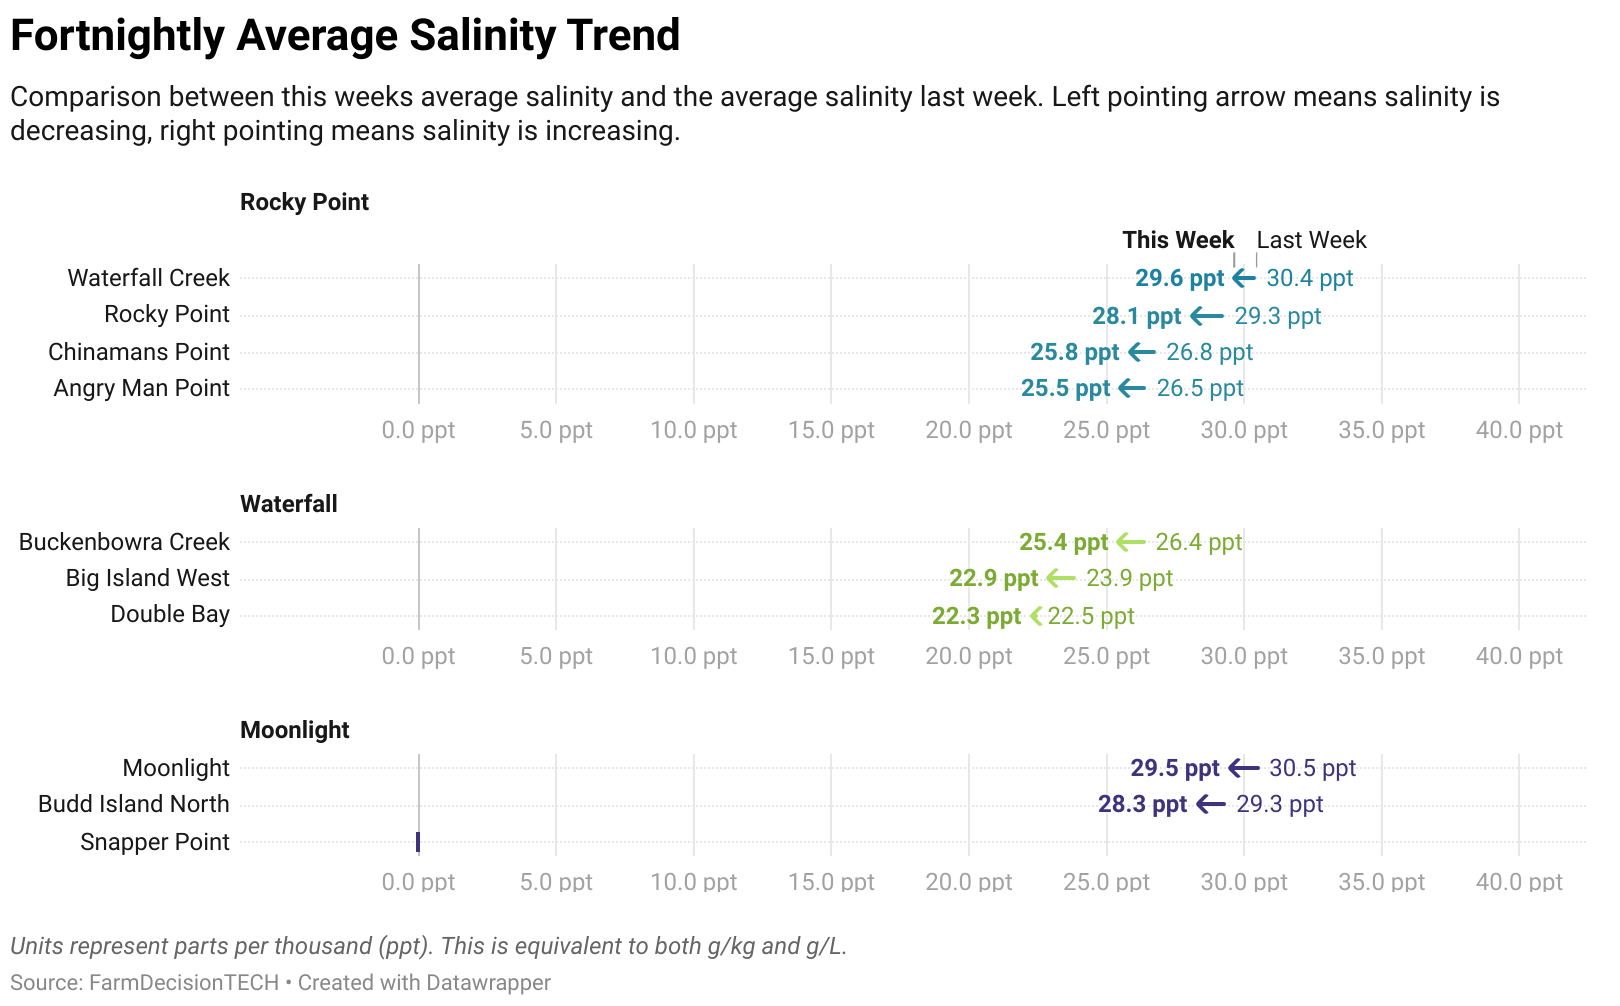 Fortnightly Average Salinity Trend
Comparison between this weeks average salinity and the average salinity last week. Left pointing arrow means salinity is
decreasing, right pointing means salinity is increasing.
Rocky Point
This Week Last Week
Waterfall Creek 29.6 ppt 30.4 ppt
Rocky Point 28.1 ppt 29.3 ppt
Chinamans Point 25.8 ppt 26.8 ppt
Angry Man Point 25.5 ppt 26.5 ppt
0.0 ppt 5.0 ppt 10.0 ppt 15.0 ppt 20.0 ppt 25.0 ppt 30.0 ppt 35.0 ppt 40.0 ppt
Waterfall
Buckenbowra Creek 25.4 ppt 26.4 ppt
Big Island West 22.9 ppt 23.9 ppt
Double Bay 22.3 ppt 22.5 ppt
0.0 ppt 5.0 ppt 10.0 ppt 15.0 ppt 20.0 ppt 25.0 ppt 30.0 ppt 35.0 ppt 40.0 ppt
Moonlight
Moonlight 29.5 ppt 30.5 ppt
Budd Island North 28.3 ppt 29.3 ppt
Snapper Point
0.0 ppt 5.0 ppt 10.0 ppt 15.0 ppt 20.0 ppt 25.0 ppt 30.0 ppt 35.0 ppt 40.0 ppt
Units represent parts per thousand (ppt). This is equivalent to both g/kg and g/L.
Source: FarmDecisionTECH • Created with Datawrapper